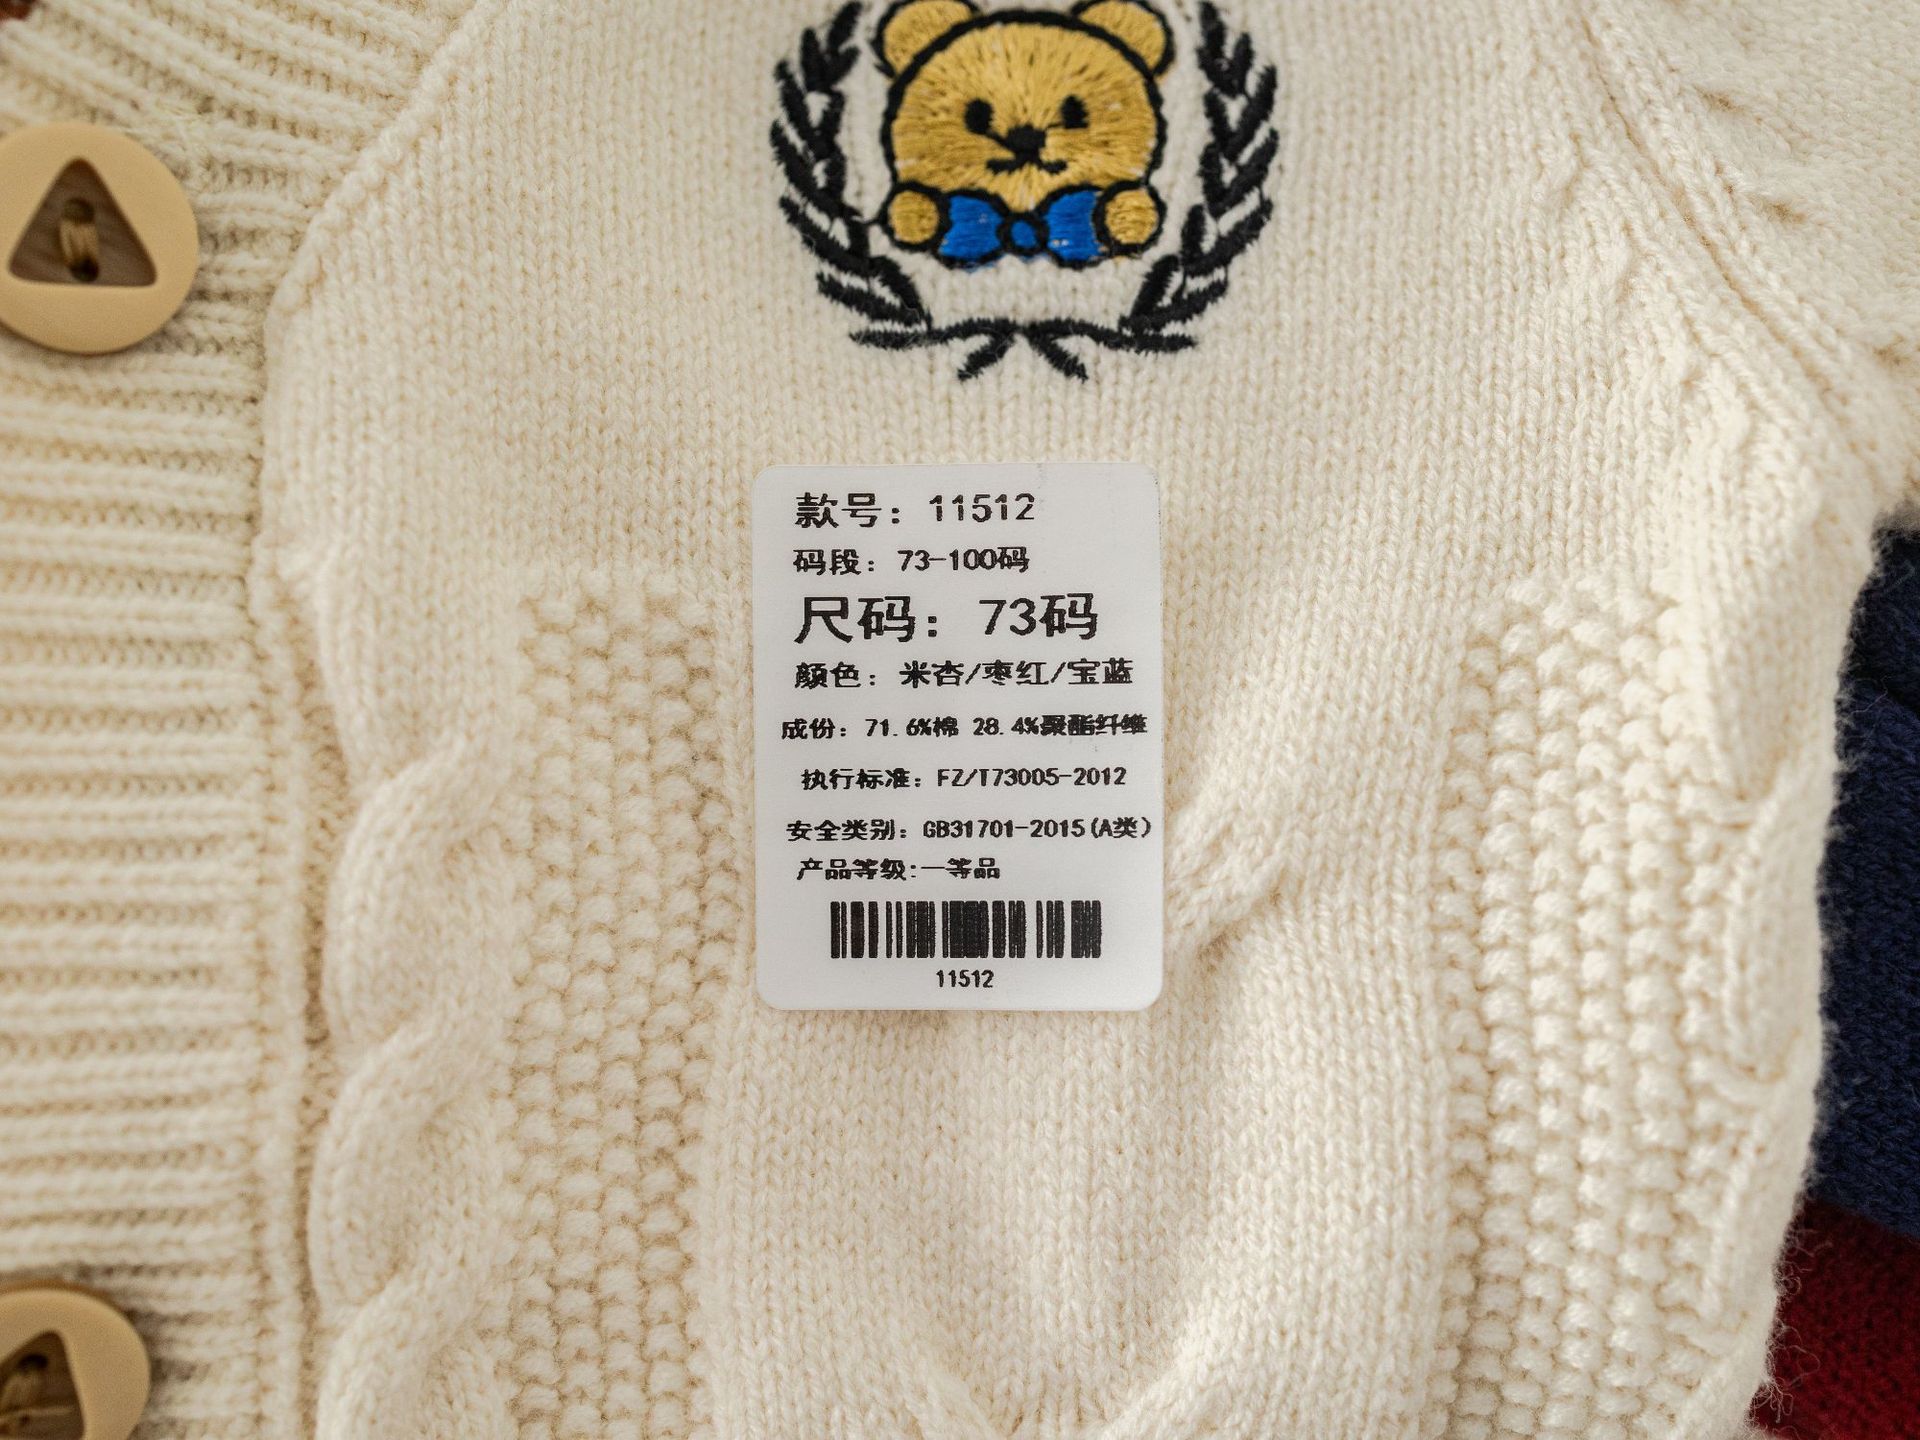 款号：11512
码段：73-100码
尺码：73码
颜色：米杏/枣红/宝蓝
成份：71.6%棉 28.4%聚酯纤维
执行标准：FZ/T73005-2012
安全类别：GB31701-2015(A类)
产品等级:一等品
11512